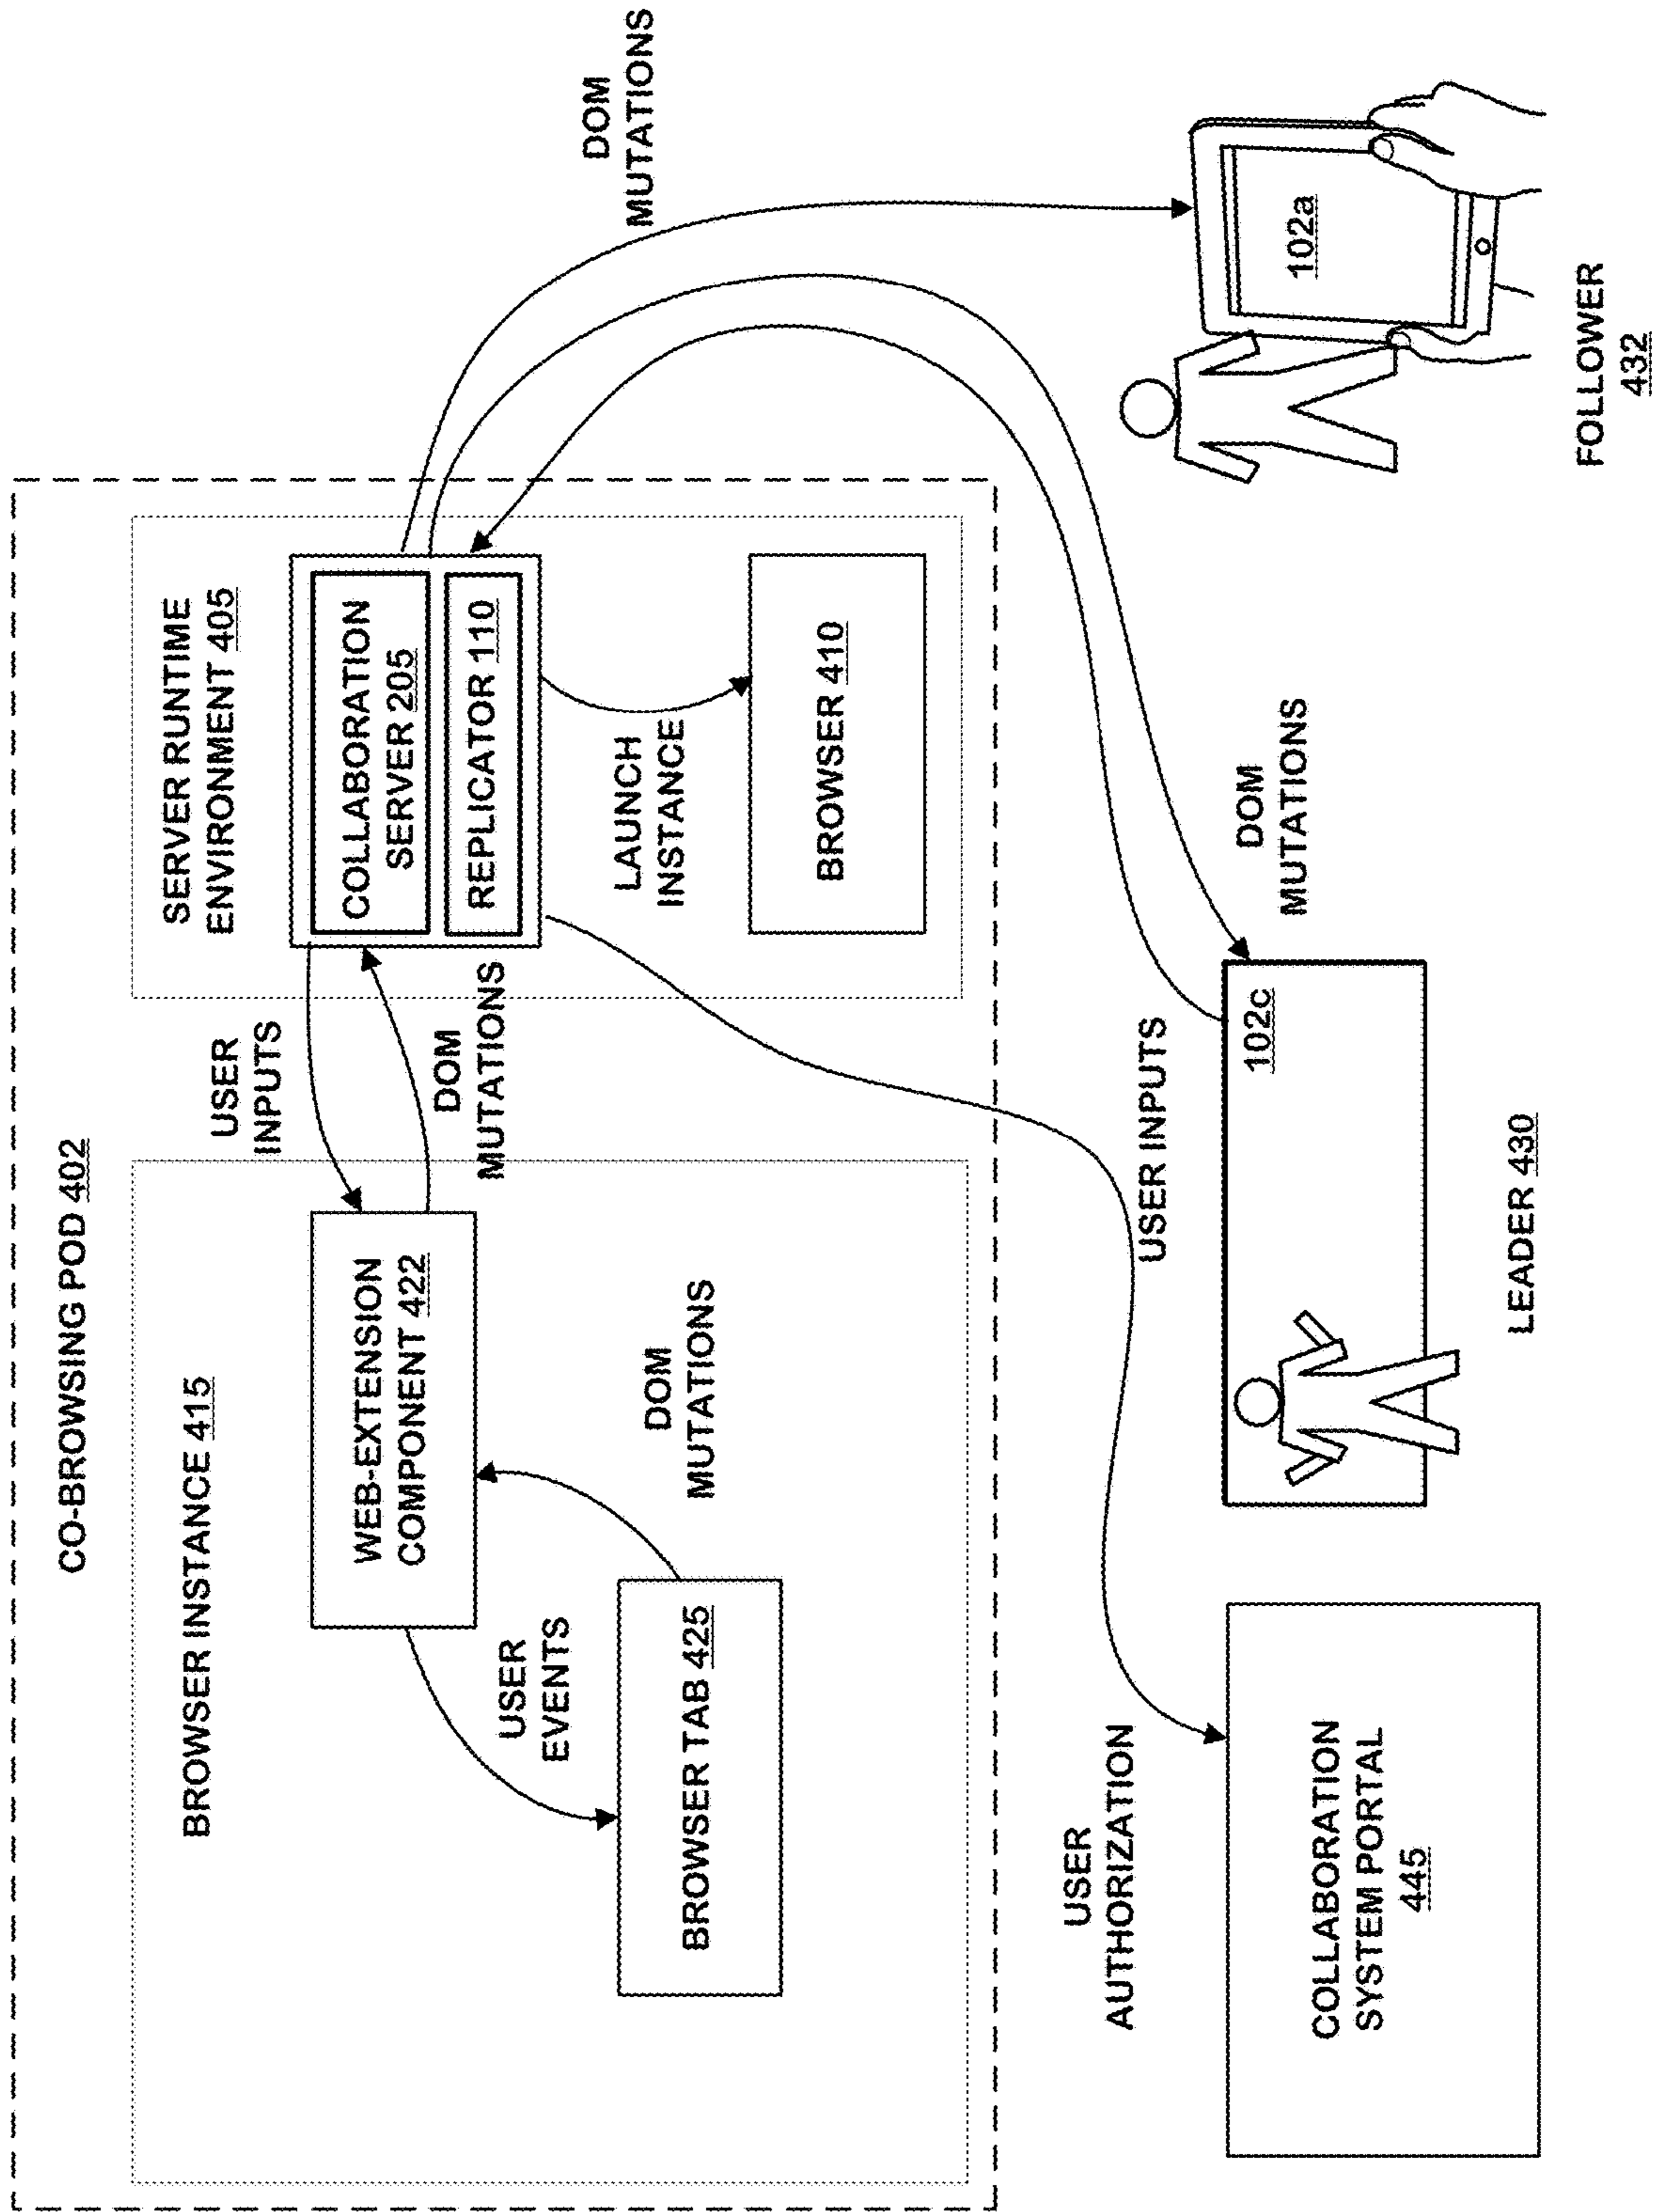 CO-BROWSING POD 402
BROWSER INSTANCE 415
WEB-EXTENSION
COMPONENT 422
USER
EVENTS
DOM
MUTATIONS
BROWSER TAB 425
USER
INPUTS
DOM
MUTATIONS
SERVER RUNTIME
ENVIRONMENT 405
COLLABORATION
SERVER 205
REPLICATOR 110
LAUNCH
INSTANCE
BROWSER 410
DOM
MUTATIONS
USER
AUTHORIZATION
COLLABORATION
SYSTEM PORTAL
445
USER INPUTS
102c
LEADER 430
DOM
MUTATIONS
102a
FOLLOWER
432